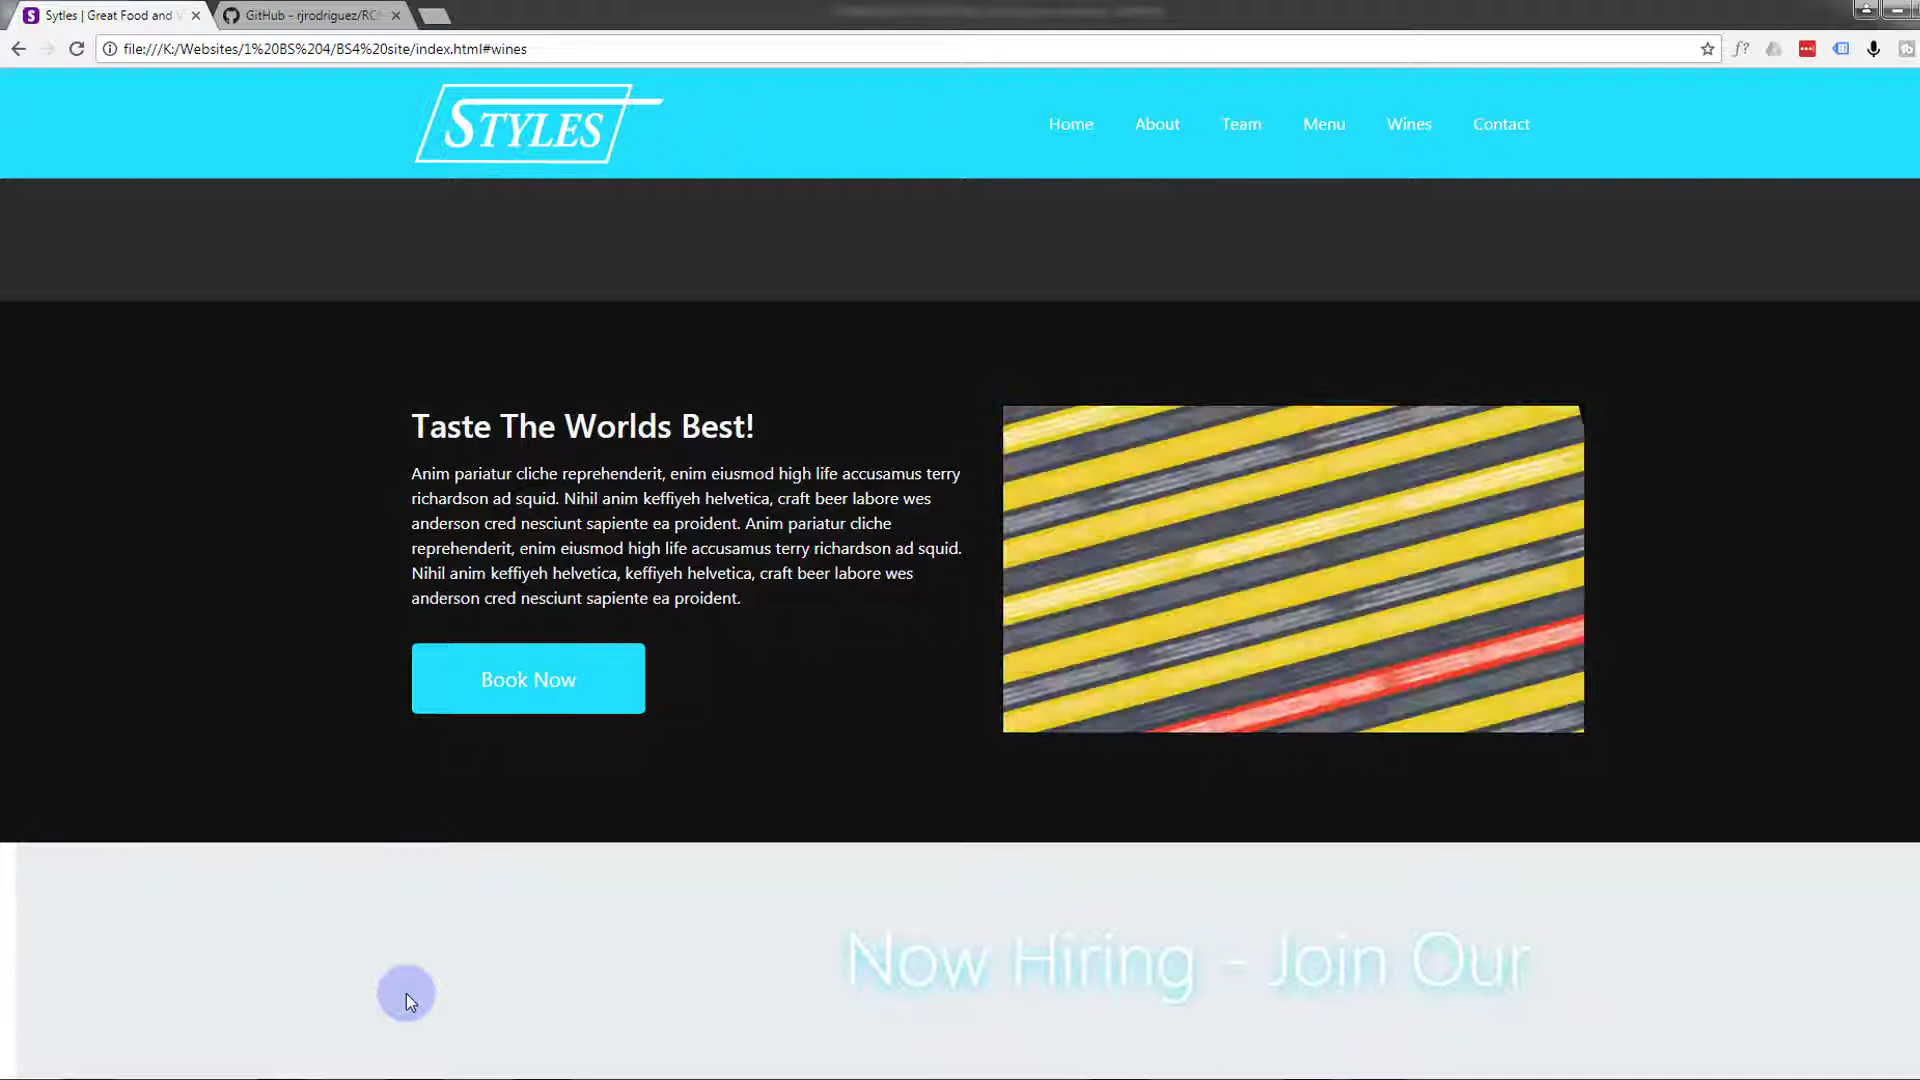 Sytles | Great Food and
GitHub - rjrodriguez/RC
file:///K:/Websites/1%20BS%204/BS4%20site/index.html#wines
f?
STYLES
Home
About
Team
Menu
Wines
Contact
Taste The Worlds Best!
Anim pariatur cliche reprehenderit, enim eiusmod high life accusamus terry
richardson ad squid. Nihil anim keffiyeh helvetica, craft beer labore wes
anderson cred nesciunt sapiente ea proident. Anim pariatur cliche
reprehenderit, enim eiusmod high life accusamus terry richardson ad squid.
Nihil anim keffiyeh helvetica, keffiyeh helvetica, craft beer labore wes
anderson cred nesciunt sapiente ea proident.
Book Now
Now Hiring - Join Our